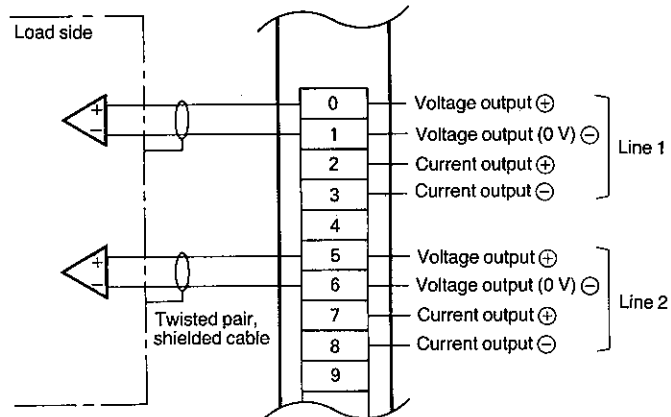 Load side
+
−
0 Voltage output ⊕
1 Voltage output (0 V) ⊖
2 Current output ⊕
3 Current output ⊖
Line 1
4
+
−
5 Voltage output ⊕
6 Voltage output (0 V) ⊖
7 Current output ⊕
8 Current output ⊖
Line 2
9
Twisted pair,
shielded cable